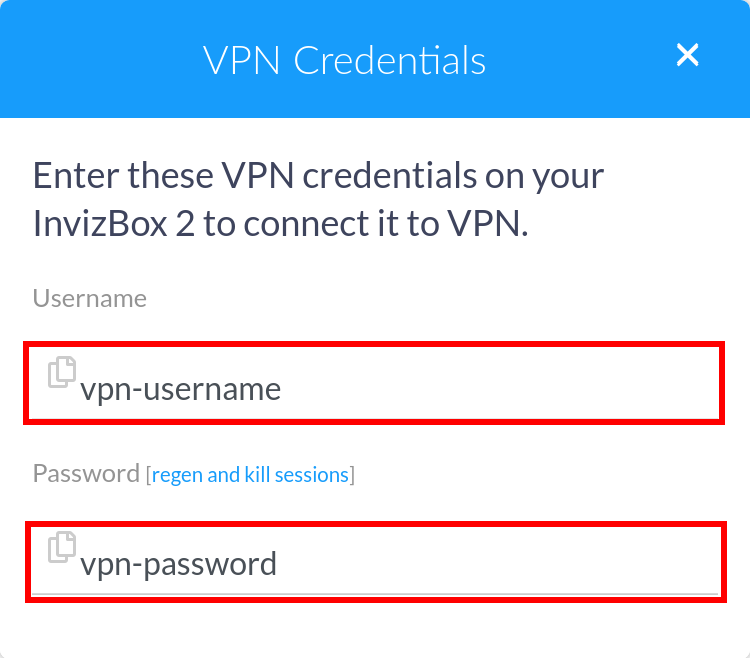 VPN Credentials
Enter these VPN credentials on your
InvizBox 2 to connect it to VPN.
Username
vpn-username
Password [regen and kill sessions]
vpn-password